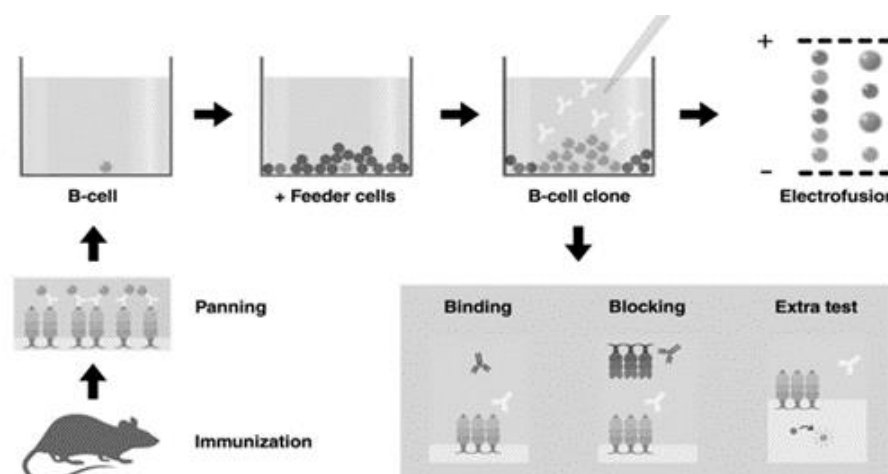 +
-
B-cell
+ Feeder cells
B-cell clone
Electrofusion
Panning
Immunization
Binding
Blocking
Extra test